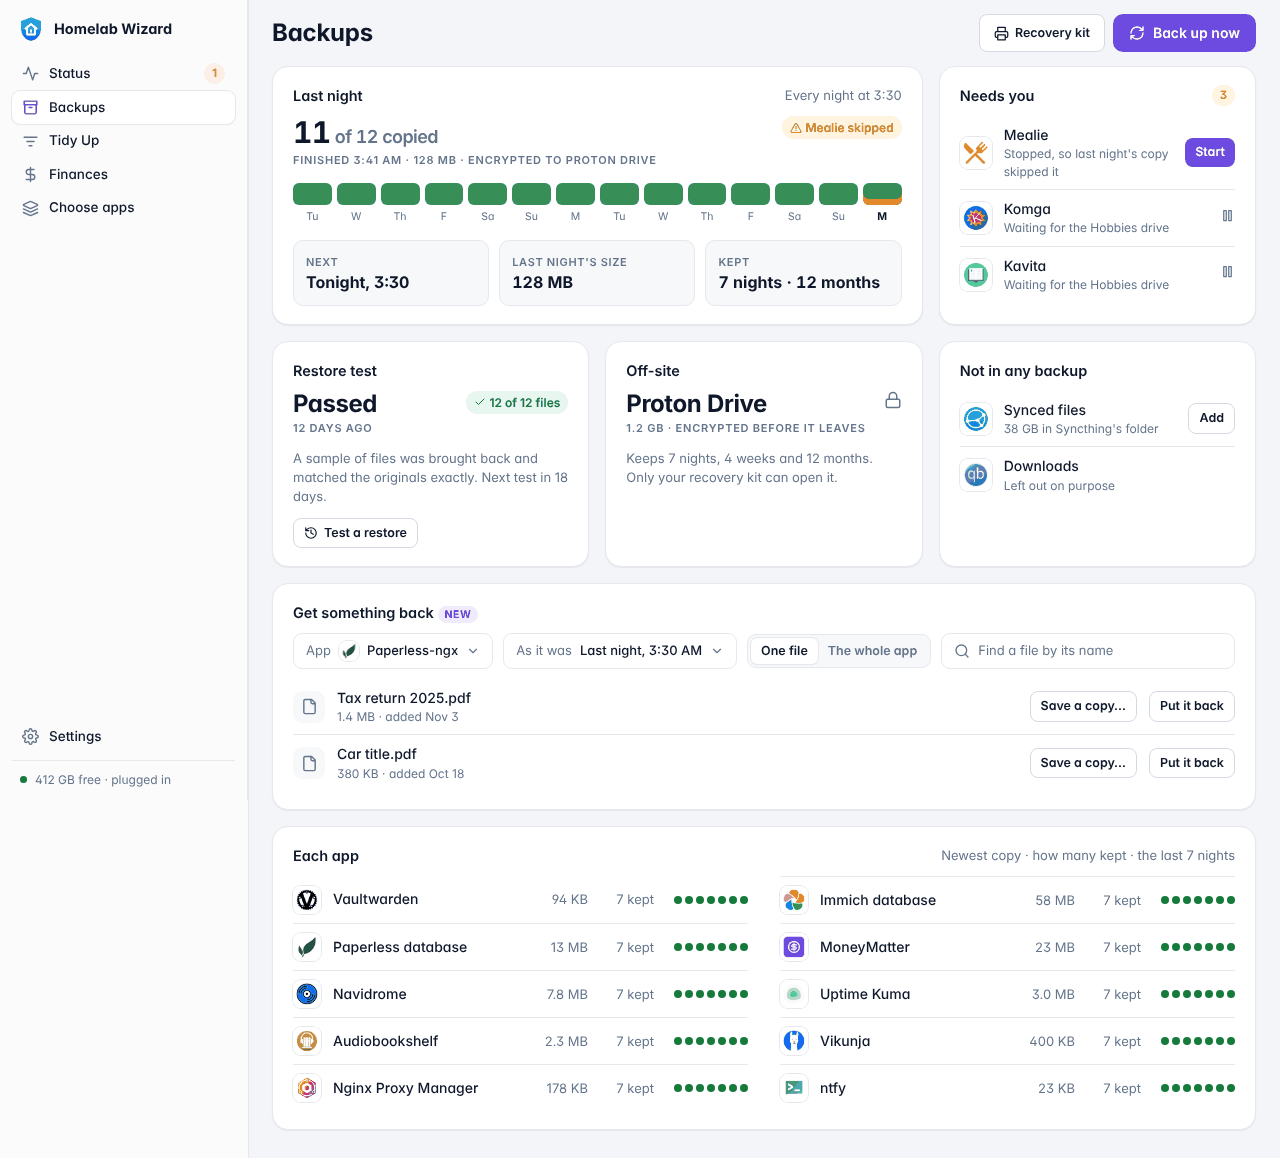 Homelab Wizard
Status 1
Backups
Tidy Up
Finances
Choose apps
Settings
412 GB free · plugged in
Backups
Recovery kit
Back up now
Last night
Every night at 3:30
11 of 12 copied
Mealie skipped
FINISHED 3:41 AM · 128 MB · ENCRYPTED TO PROTON DRIVE
Tu W Th F Sa Su M Tu W Th F Sa Su M
NEXT
Tonight, 3:30
LAST NIGHT'S SIZE
128 MB
KEPT
7 nights · 12 months
Needs you 3
Mealie
Stopped, so last night's copy
skipped it
Start
Komga
Waiting for the Hobbies drive
Kavita
Waiting for the Hobbies drive
Restore test
Passed
12 of 12 files
12 DAYS AGO
A sample of files was brought back and
matched the originals exactly. Next test in 18
days.
Test a restore
Off-site
Proton Drive
1.2 GB · ENCRYPTED BEFORE IT LEAVES
Keeps 7 nights, 4 weeks and 12 months.
Only your recovery kit can open it.
Not in any backup
Synced files
38 GB in Syncthing's folder
Add
qb
Downloads
Left out on purpose
Get something back NEW
App Paperless-ngx
As it was Last night, 3:30 AM
One file The whole app
Find a file by its name
Tax return 2025.pdf
1.4 MB · added Nov 3
Save a copy... Put it back
Car title.pdf
380 KB · added Oct 18
Save a copy... Put it back
Each app
Newest copy · how many kept · the last 7 nights
Vaultwarden 94 KB 7 kept
Paperless database 13 MB 7 kept
Navidrome 7.8 MB 7 kept
Audiobookshelf 2.3 MB 7 kept
Nginx Proxy Manager 178 KB 7 kept
Immich database 58 MB 7 kept
MoneyMatter 23 MB 7 kept
Uptime Kuma 3.0 MB 7 kept
Vikunja 400 KB 7 kept
ntfy 23 KB 7 kept